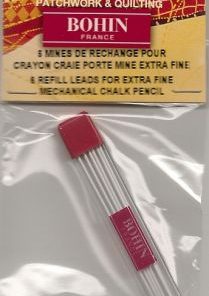 PATCHWORK & QUILTING
BOHIN
FRANCE
6 MINES DE RECHANGE POUR
CRAYON CRAIE PORTE MINE EXTRA FINE
6 REFILL LEADS FOR EXTRA FINE
MECHANICAL CHALK PENCIL
BOHIN